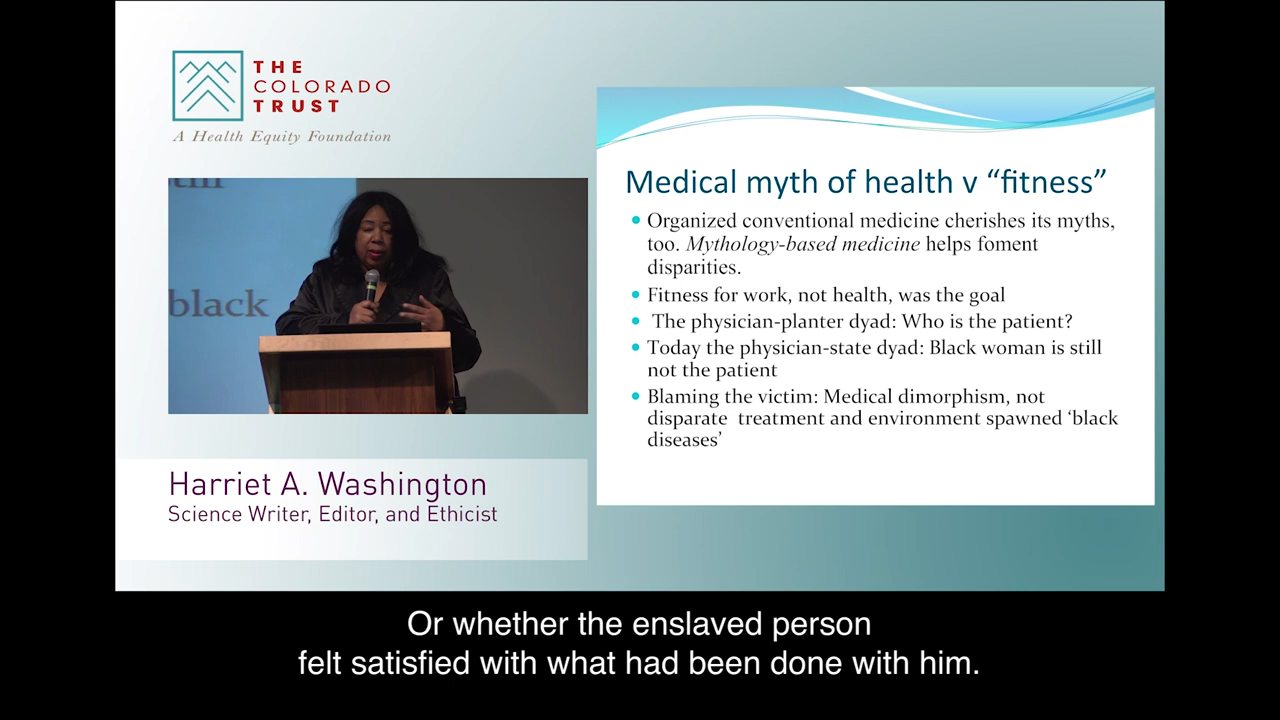 THE
COLORADO
TRUST
A Health Equity Foundation
black
Harriet A. Washington
Science Writer, Editor, and Ethicist
Medical myth of health v “fitness”
Organized conventional medicine cherishes its myths,
too. Mythology-based medicine helps foment
disparities.
Fitness for work, not health, was the goal
The physician-planter dyad: Who is the patient?
Today the physician-state dyad: Black woman is still
not the patient
Blaming the victim: Medical dimorphism, not
disparate treatment and environment spawned ‘black
diseases’
Or whether the enslaved person
felt satisfied with what had been done with him.